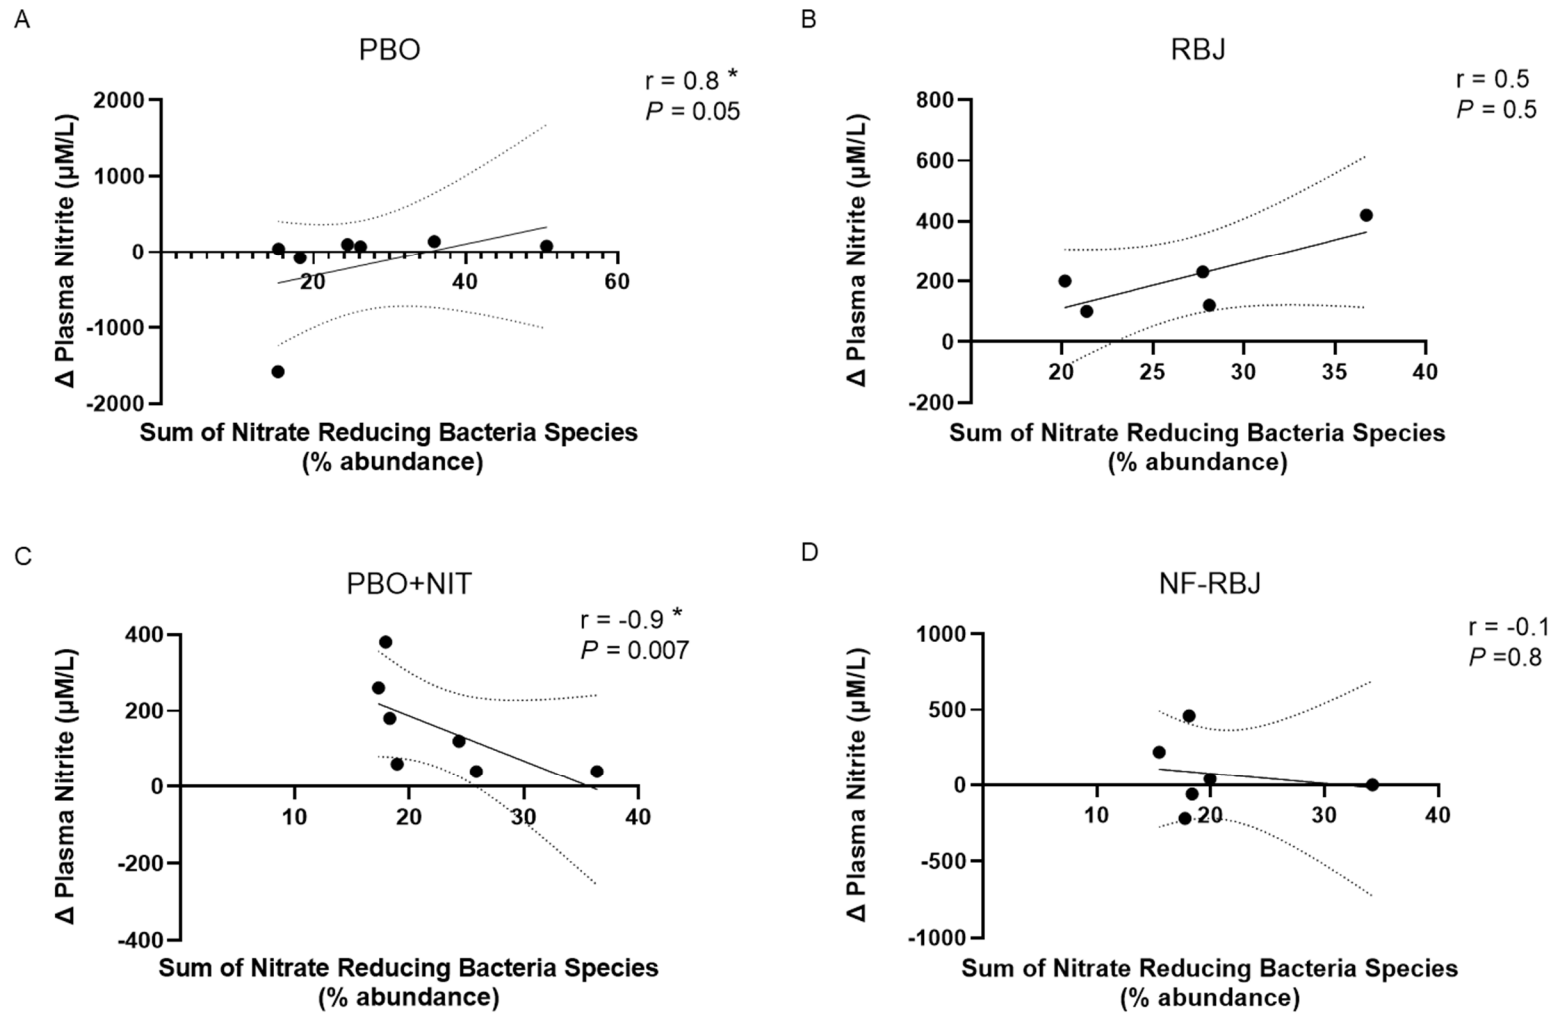 A
PBO
r = 0.8 *
P = 0.05
Δ Plasma Nitrite (µM/L)
2000
1000
0
-1000
-2000
20
40
60
Sum of Nitrate Reducing Bacteria Species
(% abundance)
B
RBJ
r = 0.5
P = 0.5
Δ Plasma Nitrite (µM/L)
800
600
400
200
0
-200
20
25
30
35
40
Sum of Nitrate Reducing Bacteria Species
(% abundance)
C
PBO+NIT
r = -0.9 *
P = 0.007
Δ Plasma Nitrite (µM/L)
400
200
0
-200
-400
10
20
30
40
Sum of Nitrate Reducing Bacteria Species
(% abundance)
D
NF-RBJ
r = -0.1
P =0.8
Δ Plasma Nitrite (µM/L)
1000
500
0
-500
-1000
10
20
30
40
Sum of Nitrate Reducing Bacteria Species
(% abundance)